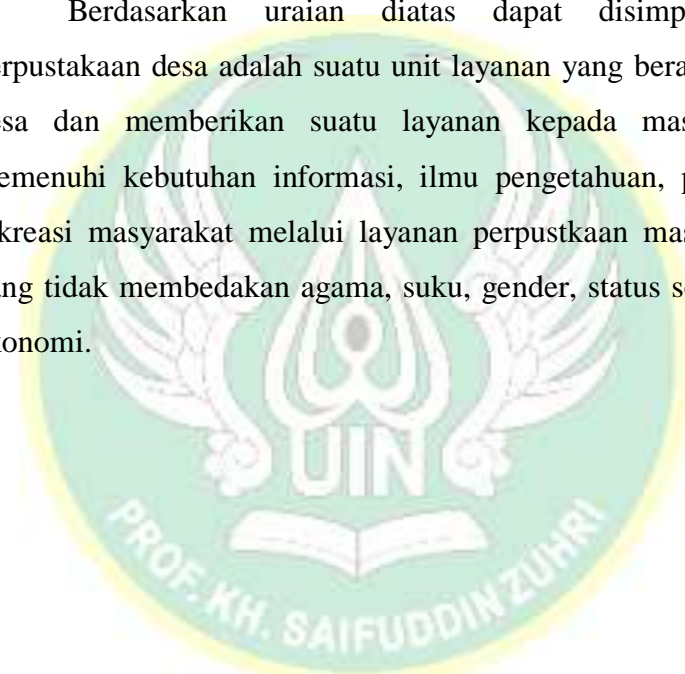 Berdasarkan uraian diatas dapat disimp
erpustakaan desa adalah suatu unit layanan yang bera
esa dan memberikan suatu layanan kepada mas
emenuhi kebutuhan informasi, ilmu pengetahuan, p
kreasi masyarakat melalui layanan perpustkaan mas
ang tidak membedakan agama, suku, gender, status s
konomi.
UIN
PROF. KH. SAIFUDDIN ZUHRI